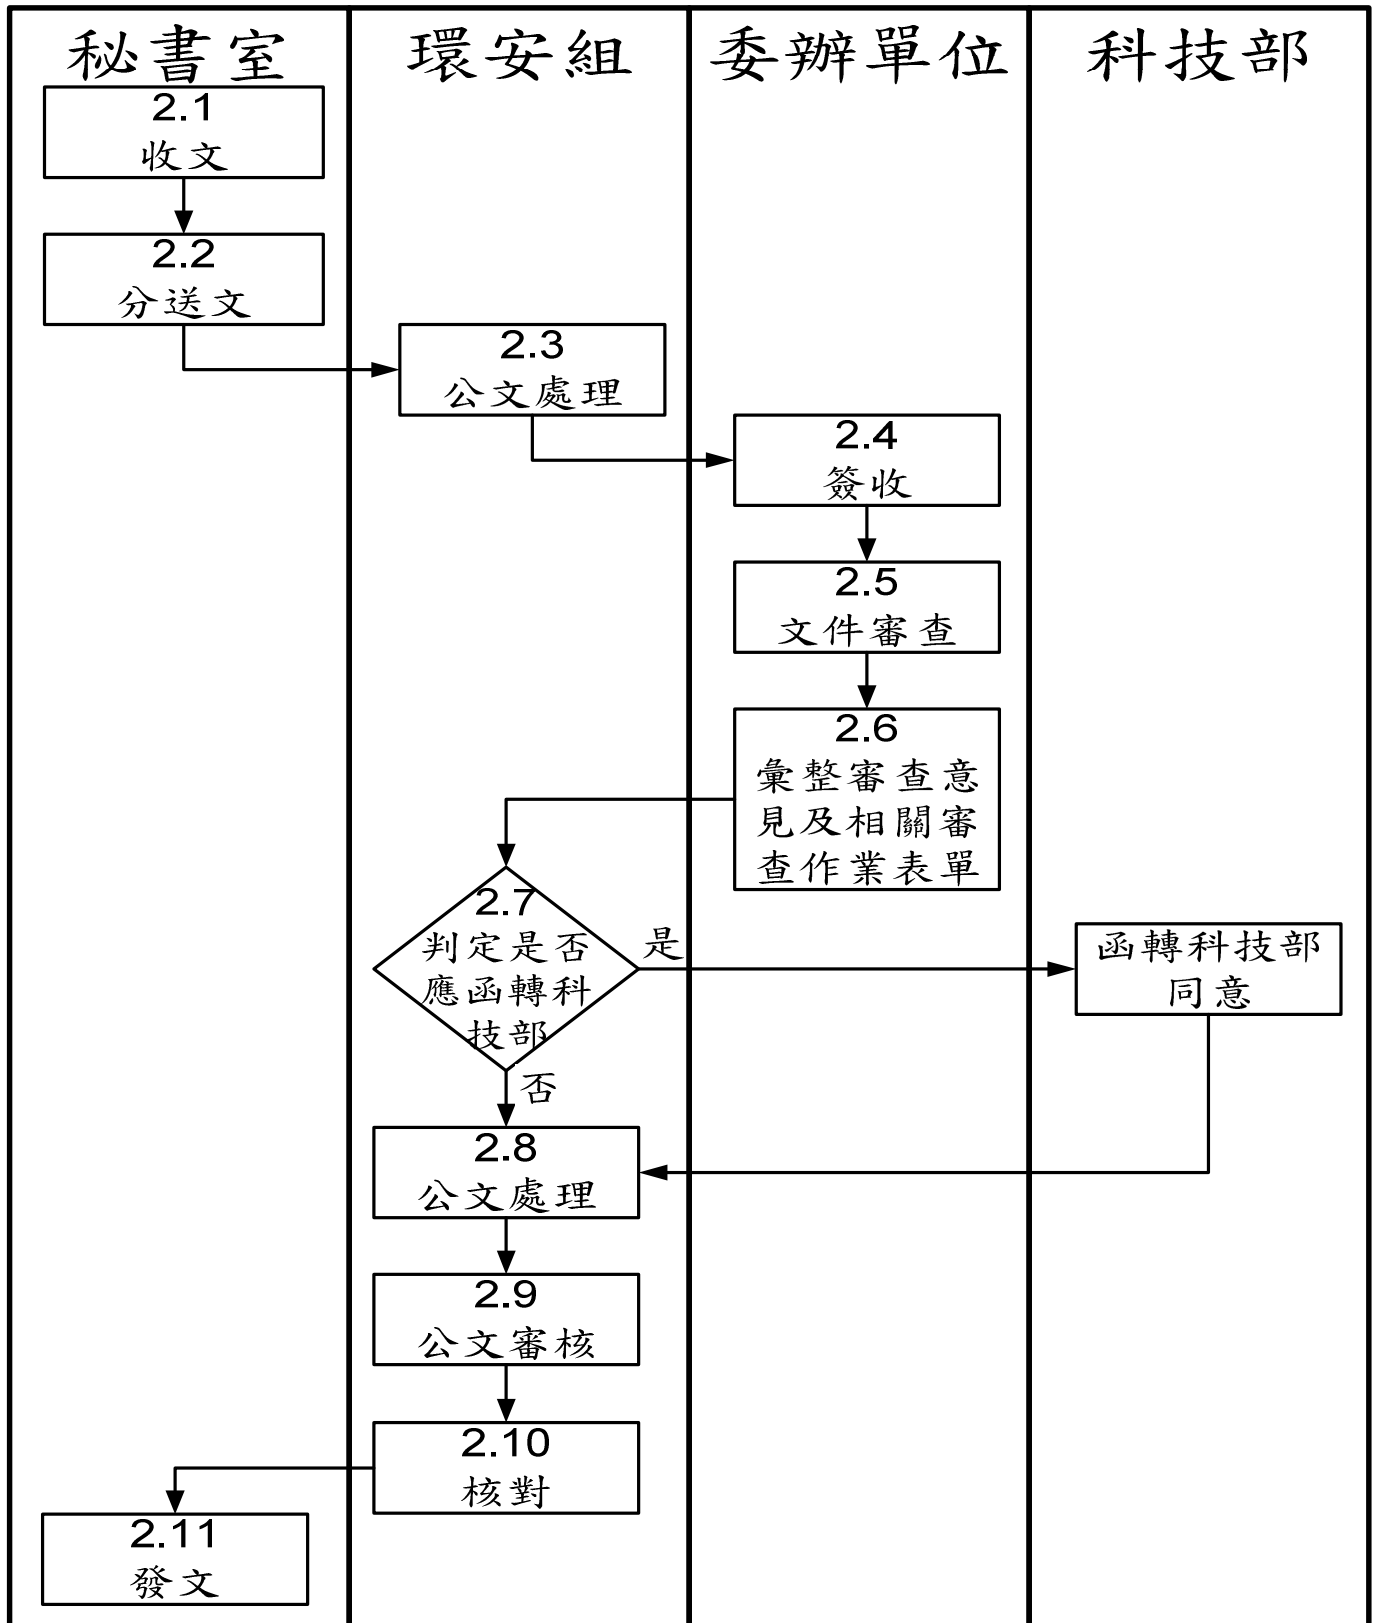 秘書室
環安組
委辦單位
科技部
2.1
收文
2.2
分送文
2.3
公文處理
2.4
簽收
2.5
文件審查
2.6
彙整審查意
見及相關審
查作業表單
2.7
判定是否
應函轉科
技部
是
函轉科技部
同意
否
2.8
公文處理
2.9
公文審核
2.10
核對
2.11
發文